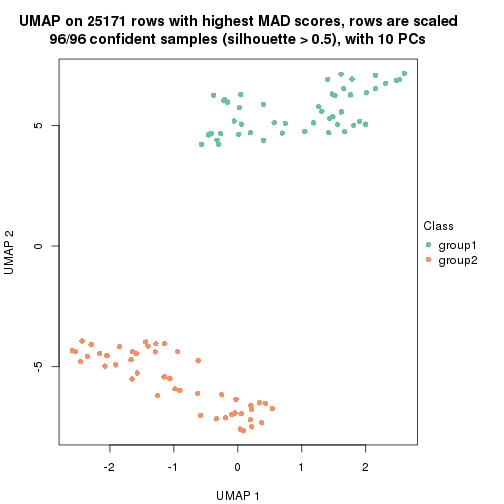 UMAP on 25171 rows with highest MAD scores, rows are scaled
96/96 confident samples (silhouette > 0.5), with 10 PCs
UMAP 2
5
0
-5
-2
-1
0
1
2
UMAP 1
Class
group1
group2